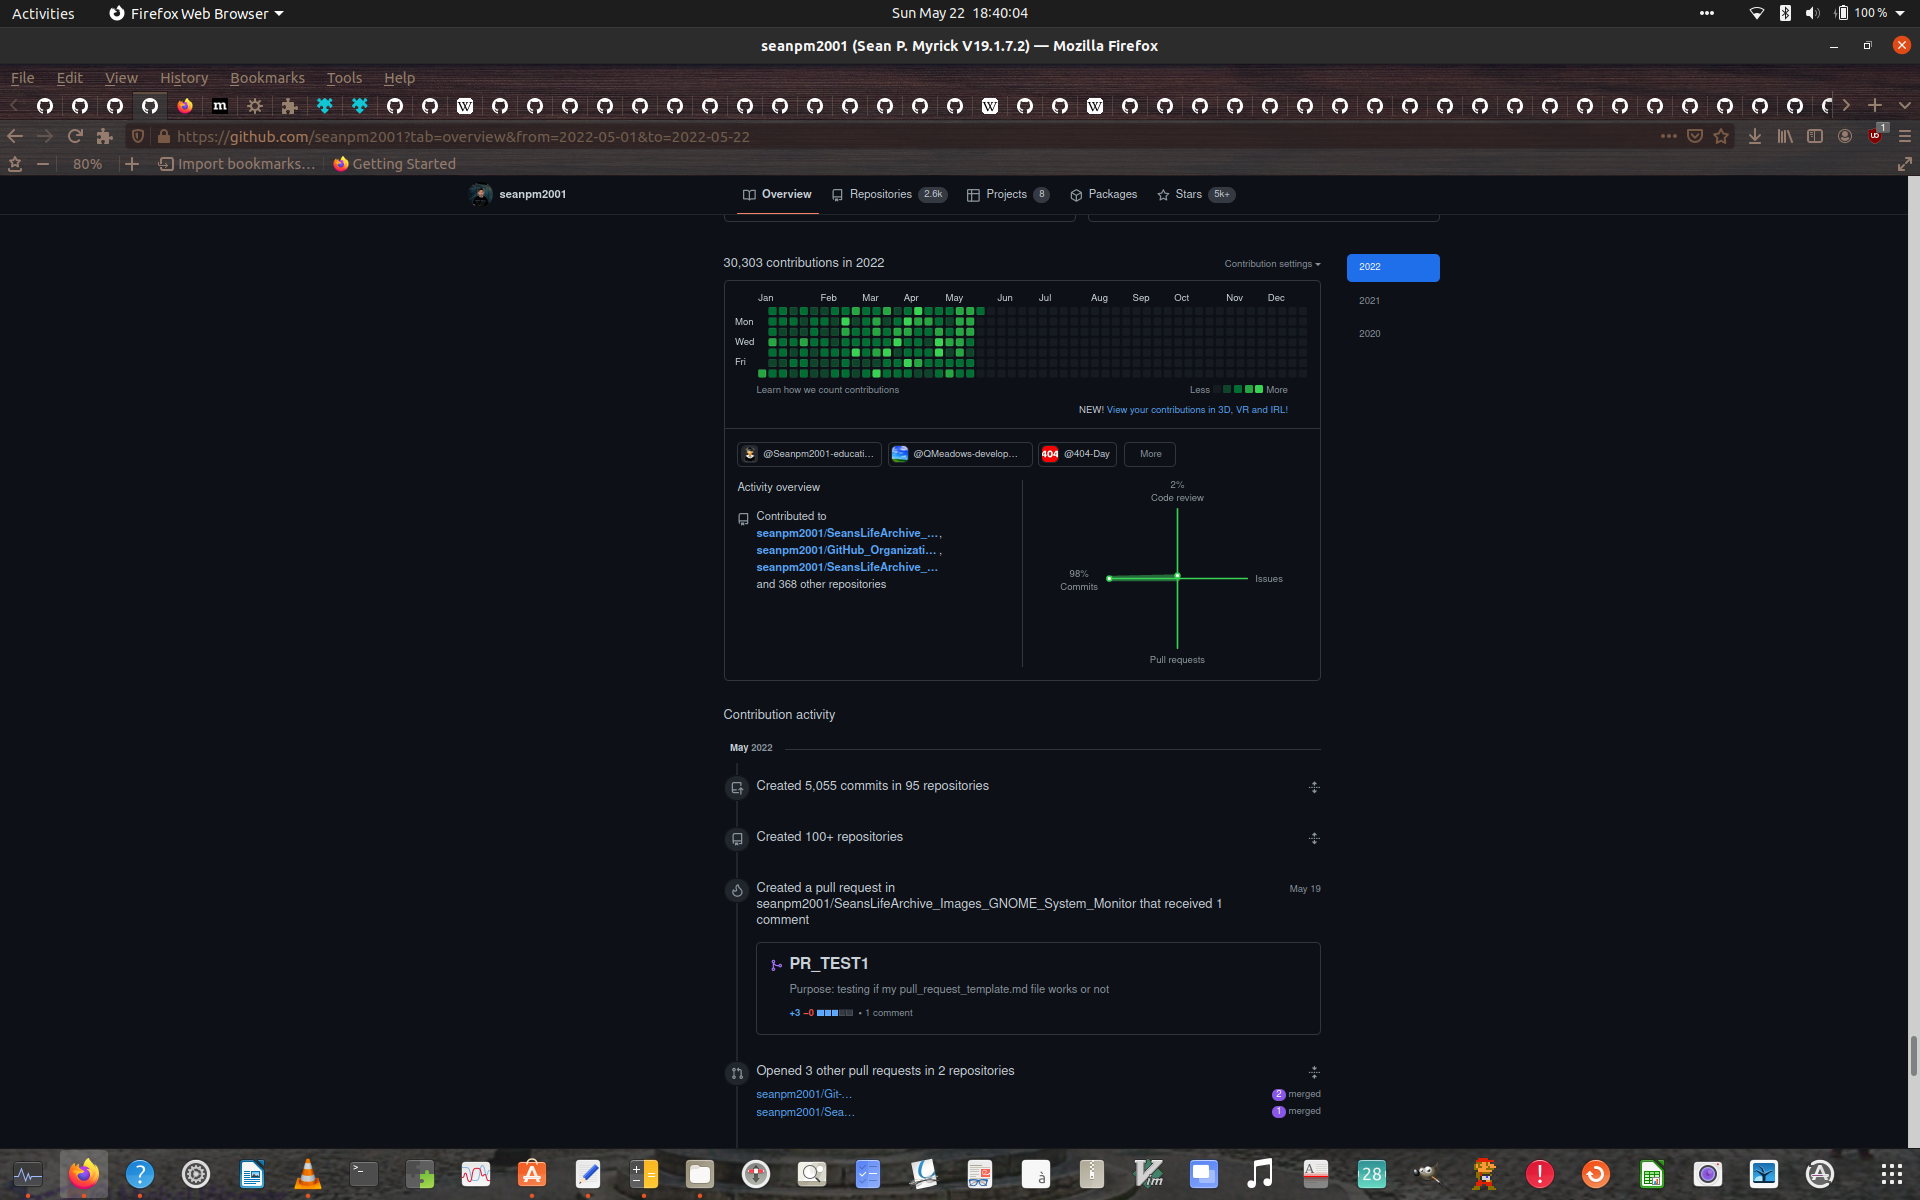 Activities
Firefox Web Browser
Sun May 22 18:40:04
100 %
seanpm2001 (Sean P. Myrick V19.1.7.2) — Mozilla Firefox
File Edit View History Bookmarks Tools Help
https://github.com/seanpm2001?tab=overview&from=2022-05-01&to=2022-05-22
1
80%
Import bookmarks...
Getting Started
seanpm2001
Overview
Repositories 2.6k
Projects 8
Packages
Stars 5k+
30,303 contributions in 2022
Contribution settings
2022
2021
2020
Jan Feb Mar Apr May Jun Jul Aug Sep Oct Nov Dec
Mon
Wed
Fri
Learn how we count contributions
Less
More
NEW! View your contributions in 3D, VR and IRL!
@Seanpm2001-educati...
@QMeadows-develop...
404 @404-Day
More
Activity overview
Contributed to
seanpm2001/SeansLifeArchive_...,
seanpm2001/GitHub_Organizati... ,
seanpm2001/SeansLifeArchive_...
and 368 other repositories
2%
Code review
98%
Commits
Issues
Pull requests
Contribution activity
May 2022
Created 5,055 commits in 95 repositories
Created 100+ repositories
Created a pull request in
seanpm2001/SeansLifeArchive_Images_GNOME_System_Monitor that received 1
comment
May 19
PR_TEST1
Purpose: testing if my pull_request_template.md file works or not
+3 −0 • 1 comment
Opened 3 other pull requests in 2 repositories
seanpm2001/Git-...
2 merged
seanpm2001/Sea...
1 merged
28